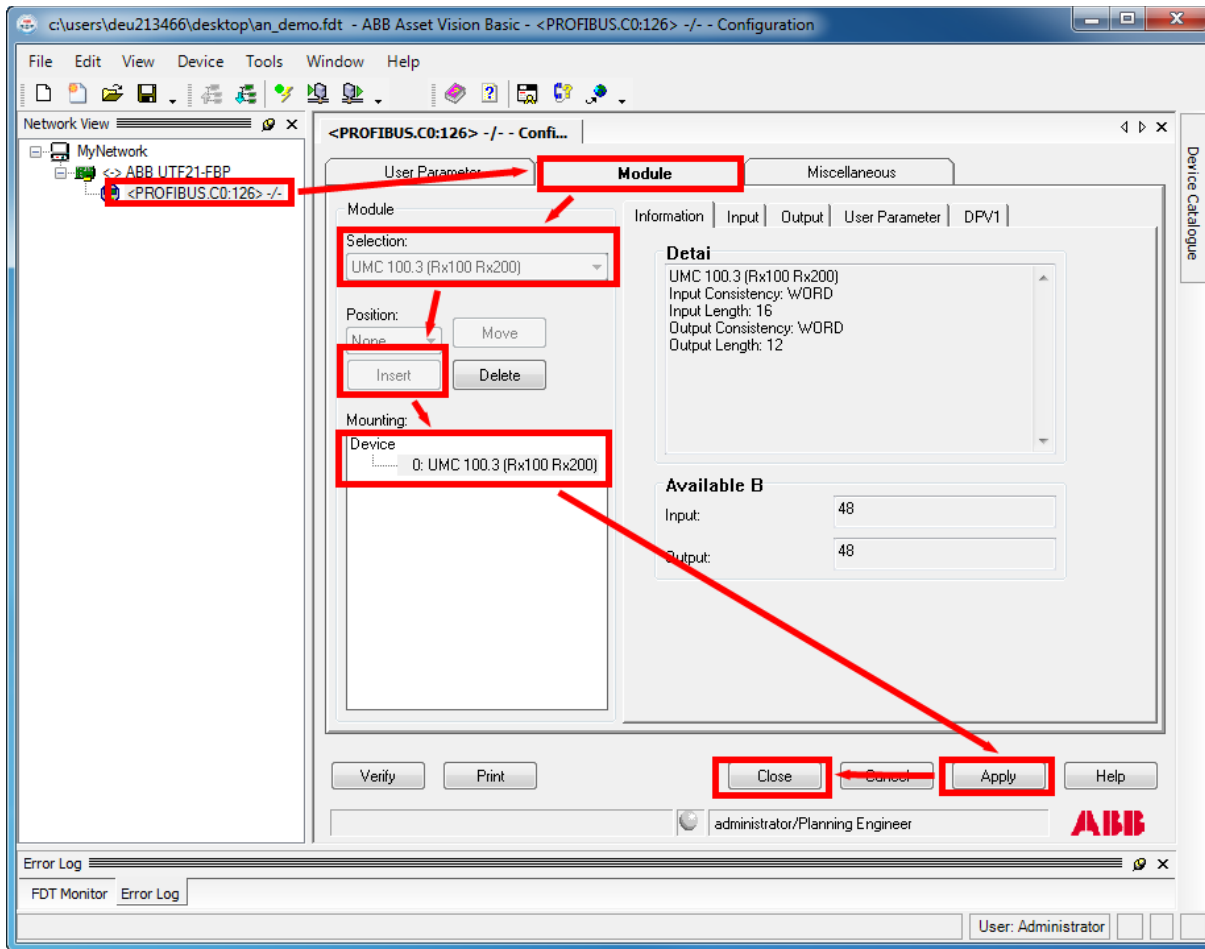 c:\users\deu213466\desktop\an_demo.fdt - ABB Asset Vision Basic - <PROFIBUS.C0:126> -/- - Configuration
File Edit View Device Tools Window Help
Network View
MyNetwork
<-> ABB UTF21-FBP
<PROFIBUS.C0:126> -/-
<PROFIBUS.C0:126> -/- - Confi...
User Parameter Module Miscellaneous
Module
Selection:
UMC 100.3 (Rx100 Rx200)
Position:
None Move
Insert Delete
Mounting:
Device
0: UMC 100.3 (Rx100 Rx200)
Information Input Output User Parameter DPV1
Detai
UMC 100.3 (Rx100 Rx200)
Input Consistency: WORD
Input Length: 16
Output Consistency: WORD
Output Length: 12
Available B
Input: 48
Output: 48
Verify Print Close Cancel Apply Help
administrator/Planning Engineer ABB
Device Catalogue
Error Log
FDT Monitor Error Log
User: Administrator